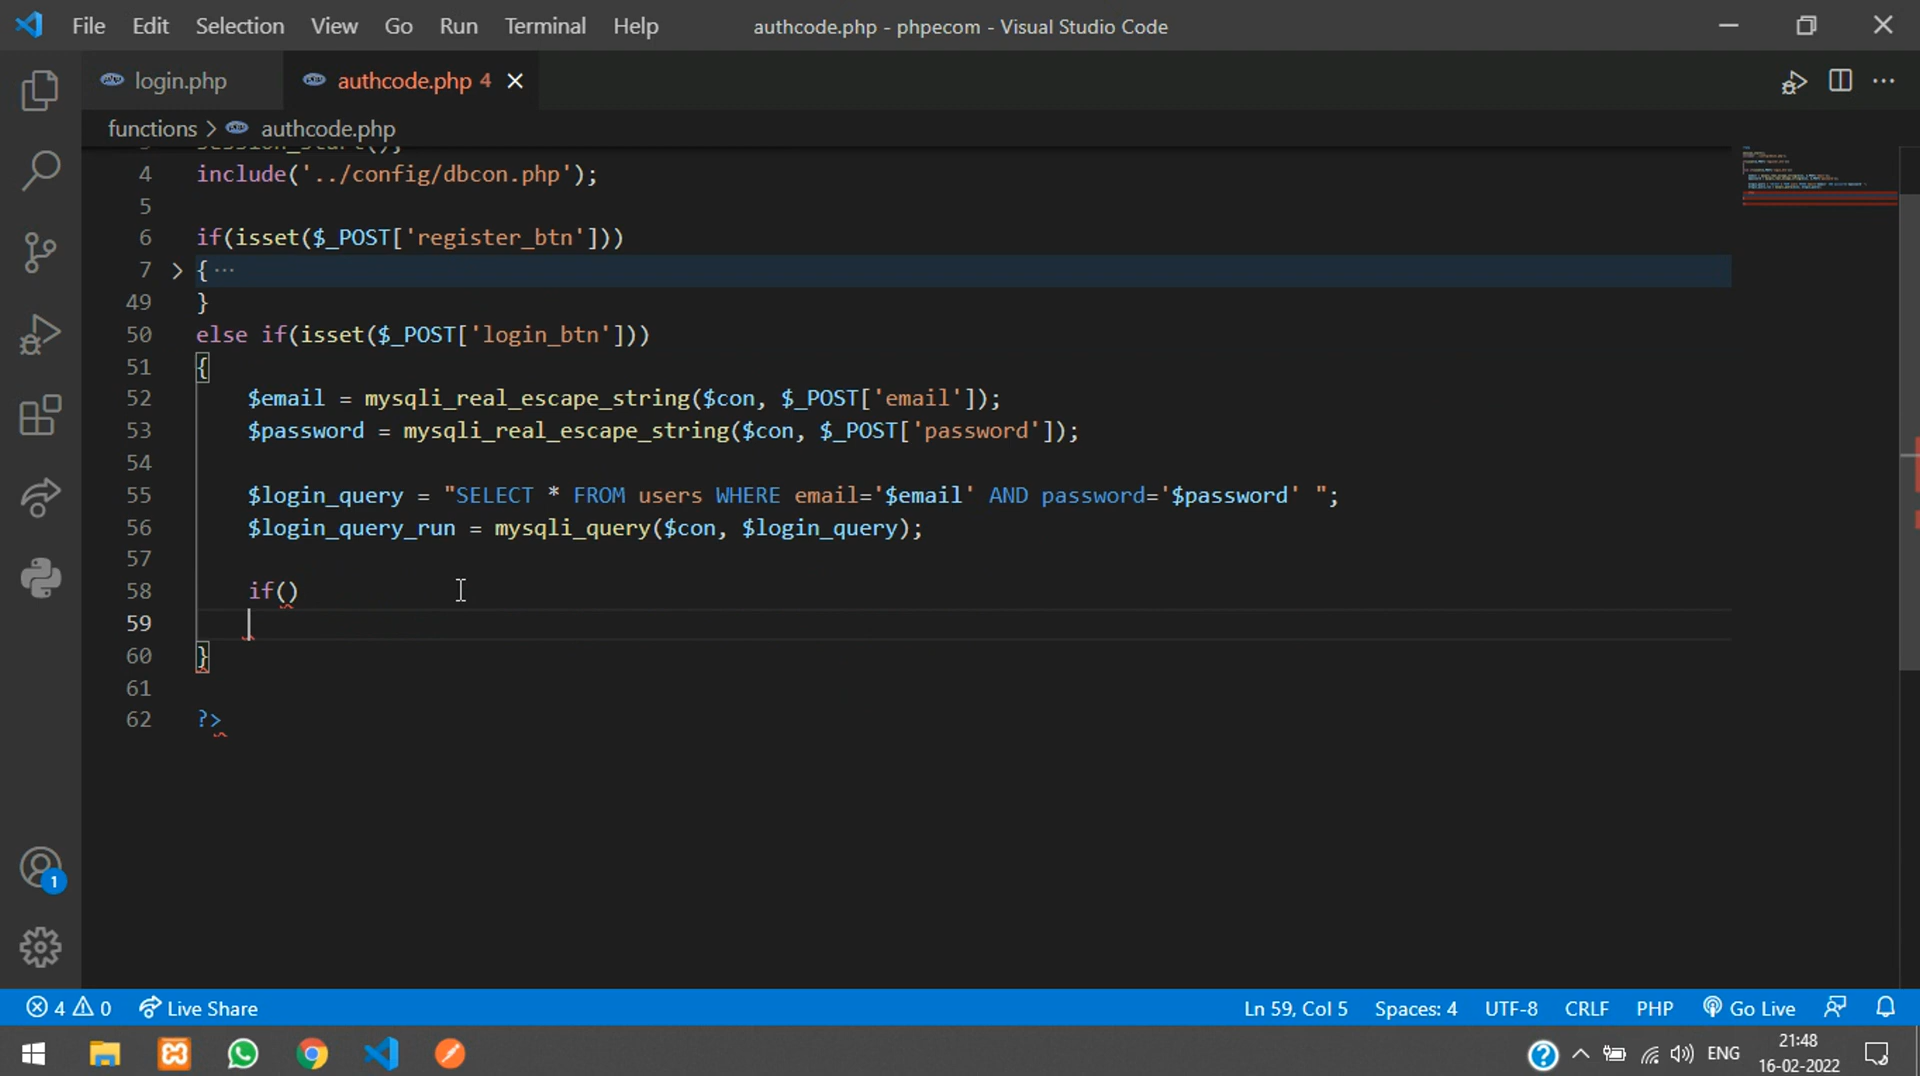 File Edit Selection View Go Run Terminal Help authcode.php - phpecom - Visual Studio Code
login.php authcode.php 4
functions > authcode.php
session_start();
4 include('../config/dbcon.php');
5
6 if(isset($_POST['register_btn']))
7 { ...
49 }
50 else if(isset($_POST['login_btn']))
51 {
52 $email = mysqli_real_escape_string($con, $_POST['email']);
53 $password = mysqli_real_escape_string($con, $_POST['password']);
54
55 $login_query = "SELECT * FROM users WHERE email='$email' AND password='$password' ";
56 $login_query_run = mysqli_query($con, $login_query);
57
58 if()
59
60 }
61
62 ?>
1
4 0 Live Share Ln 59, Col 5 Spaces: 4 UTF-8 CRLF PHP Go Live
ENG 21:48
16-02-2022